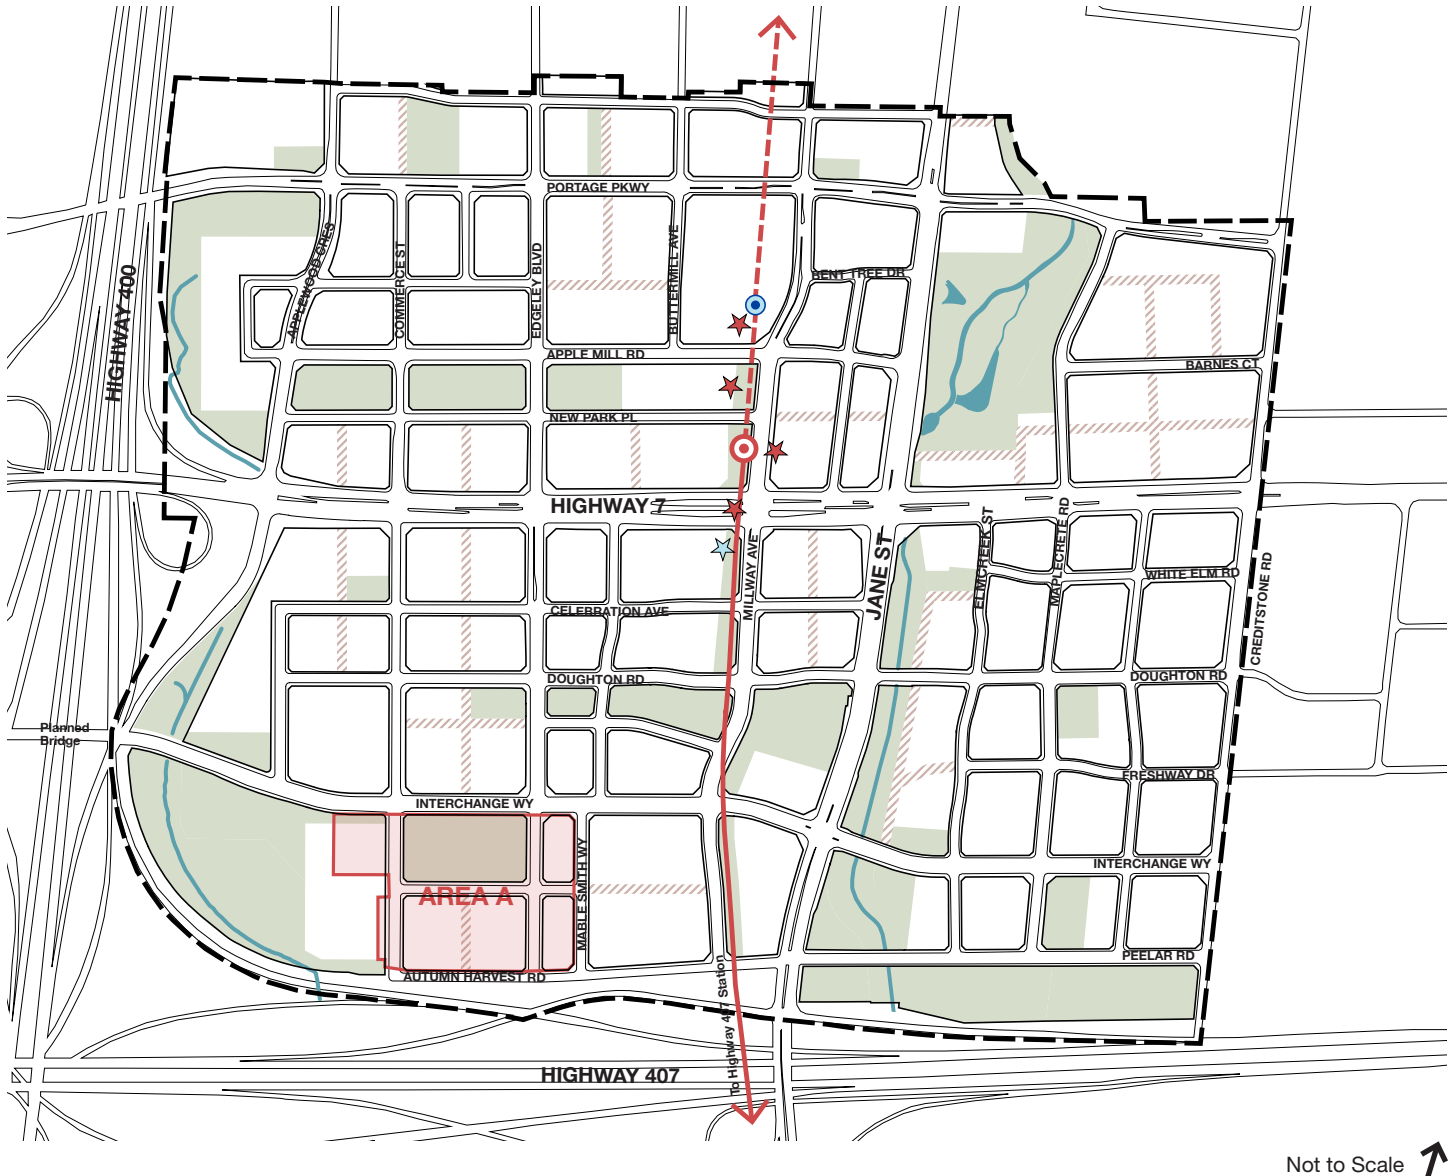 PORTAGE PKWY
APPLEWOOD CRES
COMMERCE ST
EDGELEY BLVD
BUTTERMILL AVE
HIGHWAY 400
BENT TREE DR
APPLE MILL RD
BARNES CT
NEW PARK PL
HIGHWAY 7
MILLWAY AVE
JANE ST
ELMCREEK ST
MAPLECRETE RD
WHITE ELM RD
CREDITSTONE RD
CELEBRATION AVE
DOUGHTON RD
DOUGHTON RD
Planned
Bridge
FRESHWAY DR
INTERCHANGE WY
INTERCHANGE WY
MABLE SMITH WY
AREA A
PEELAR RD
AUTUMN HARVEST RD
To Highway 407 Station
HIGHWAY 407
Not to Scale